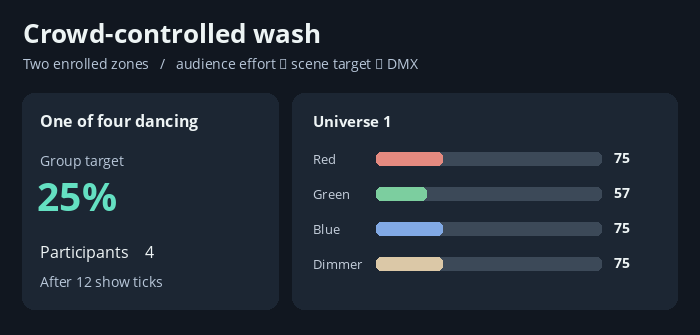 Crowd-controlled wash
Two enrolled zones / audience effort ▯ scene target ▯ DMX
One of four dancing
Group target
25%
Participants 4
After 12 show ticks
Universe 1
Red 75
Green 57
Blue 75
Dimmer 75